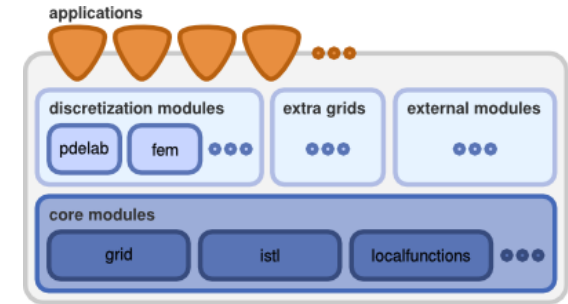 applications
discretization modules
extra grids
external modules
pdelab
fem
core modules
grid
istl
localfunctions